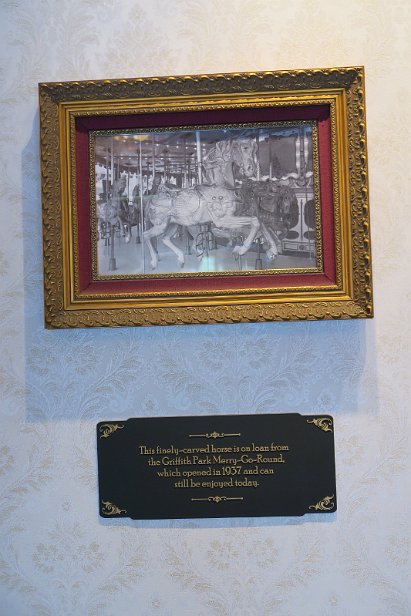 This finely-carved horse is on loan from
the Griffith Park Merry-Go-Round,
which opened in 1937 and can
still be enjoyed today.